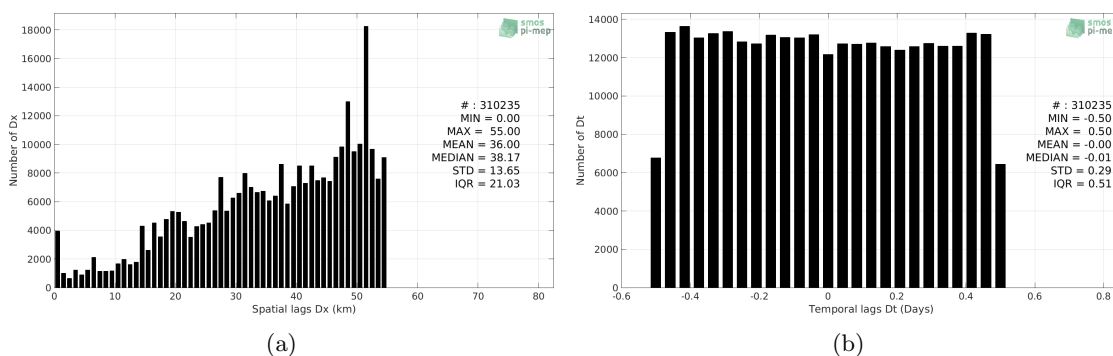 18000
16000
14000
12000
10000
8000
6000
4000
2000
0
Number of Dx
smos
pi-mep
# : 310235
MIN = 0.00
MAX = 55.00
MEAN = 36.00
MEDIAN = 38.17
STD = 13.65
IQR = 21.03
0 10 20 30 40 50 60 70 80
Spatial lags Dx (km)
(a)
14000
12000
10000
8000
6000
4000
2000
0
Number of Dt
smos
pi-mep
# : 310235
MIN = -0.50
MAX = 0.50
MEAN = -0.00
MEDIAN = -0.01
STD = 0.29
IQR = 0.51
-0.6 -0.4 -0.2 0 0.2 0.4 0.6 0.8
Temporal lags Dt (Days)
(b)